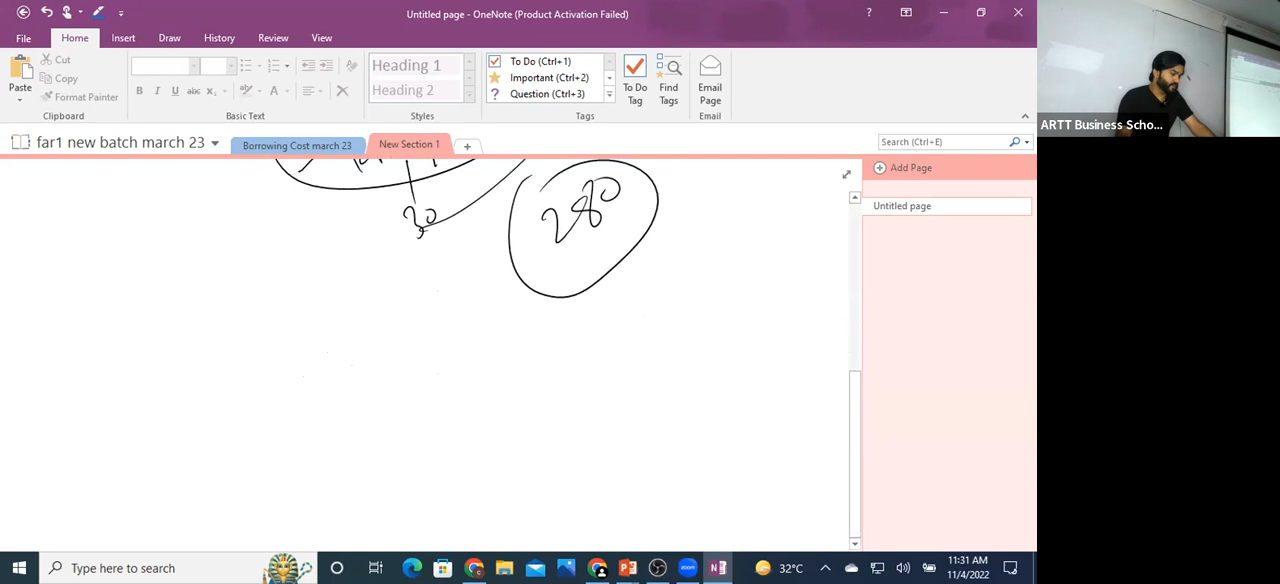 Untitled page - OneNote (Product Activation Failed)
?
File Home Insert Draw History Review View
Paste
Cut
Copy
Format Painter
Clipboard
B I U abc x₂ A
Basic Text
Heading 1
Heading 2
Styles
To Do (Ctrl+1)
Important (Ctrl+2)
? Question (Ctrl+3)
Tags
To Do Tag
Find Tags
Email Page
Email
far1 new batch march 23
Borrowing Cost march 23
New Section 1
+
Search (Ctrl+E)
Add Page
Untitled page
20
280
ARTT Business Scho...
Type here to search
32°C
11:31 AM
11/4/2022